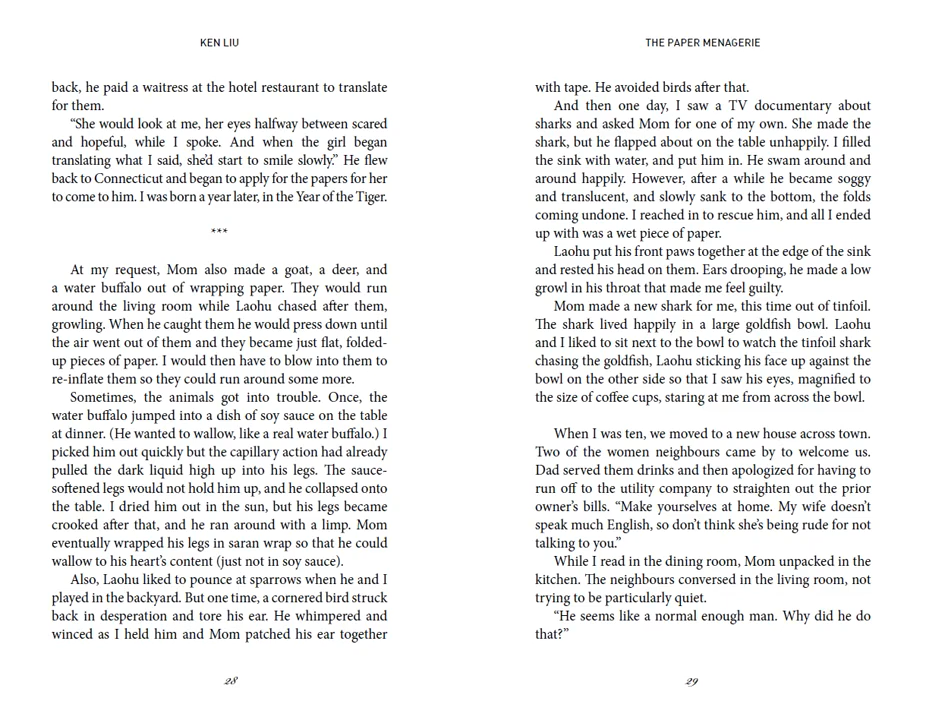 KEN LIU
back, he paid a waitress at the hotel restaurant to translate
for them.
“She would look at me, her eyes halfway between scared
and hopeful, while I spoke. And when the girl began
translating what I said, she’d start to smile slowly.” He flew
back to Connecticut and began to apply for the papers for her
to come to him. I was born a year later, in the Year of the Tiger.
***
At my request, Mom also made a goat, a deer, and
a water buffalo out of wrapping paper. They would run
around the living room while Laohu chased after them,
growling. When he caught them he would press down until
the air went out of them and they became just flat, folded-
up pieces of paper. I would then have to blow into them to
re-inflate them so they could run around some more.
Sometimes, the animals got into trouble. Once, the
water buffalo jumped into a dish of soy sauce on the table
at dinner. (He wanted to wallow, like a real water buffalo.) I
picked him out quickly but the capillary action had already
pulled the dark liquid high up into his legs. The sauce-
softened legs would not hold him up, and he collapsed onto
the table. I dried him out in the sun, but his legs became
crooked after that, and he ran around with a limp. Mom
eventually wrapped his legs in saran wrap so that he could
wallow to his heart’s content (just not in soy sauce).
Also, Laohu liked to pounce at sparrows when he and I
played in the backyard. But one time, a cornered bird struck
back in desperation and tore his ear. He whimpered and
winced as I held him and Mom patched his ear together
28
THE PAPER MENAGERIE
with tape. He avoided birds after that.
And then one day, I saw a TV documentary about
sharks and asked Mom for one of my own. She made the
shark, but he flapped about on the table unhappily. I filled
the sink with water, and put him in. He swam around and
around happily. However, after a while he became soggy
and translucent, and slowly sank to the bottom, the folds
coming undone. I reached in to rescue him, and all I ended
up with was a wet piece of paper.
Laohu put his front paws together at the edge of the sink
and rested his head on them. Ears drooping, he made a low
growl in his throat that made me feel guilty.
Mom made a new shark for me, this time out of tinfoil.
The shark lived happily in a large goldfish bowl. Laohu
and I liked to sit next to the bowl to watch the tinfoil shark
chasing the goldfish, Laohu sticking his face up against the
bowl on the other side so that I saw his eyes, magnified to
the size of coffee cups, staring at me from across the bowl.
When I was ten, we moved to a new house across town.
Two of the women neighbours came by to welcome us.
Dad served them drinks and then apologized for having to
run off to the utility company to straighten out the prior
owner’s bills. “Make yourselves at home. My wife doesn’t
speak much English, so don’t think she’s being rude for not
talking to you.”
While I read in the dining room, Mom unpacked in the
kitchen. The neighbours conversed in the living room, not
trying to be particularly quiet.
“He seems like a normal enough man. Why did he do
that?”
29